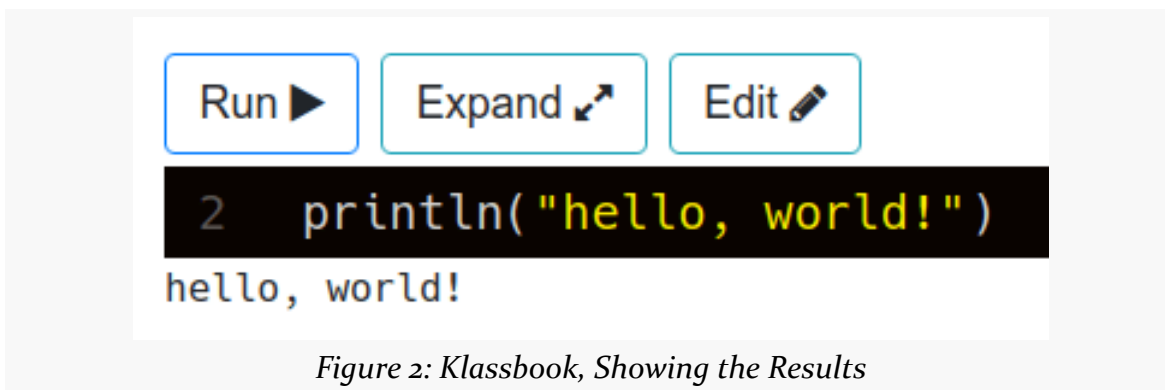 Run Expand Edit
2 println("hello, world!")
hello, world!
Figure 2: Klassbook, Showing the Results